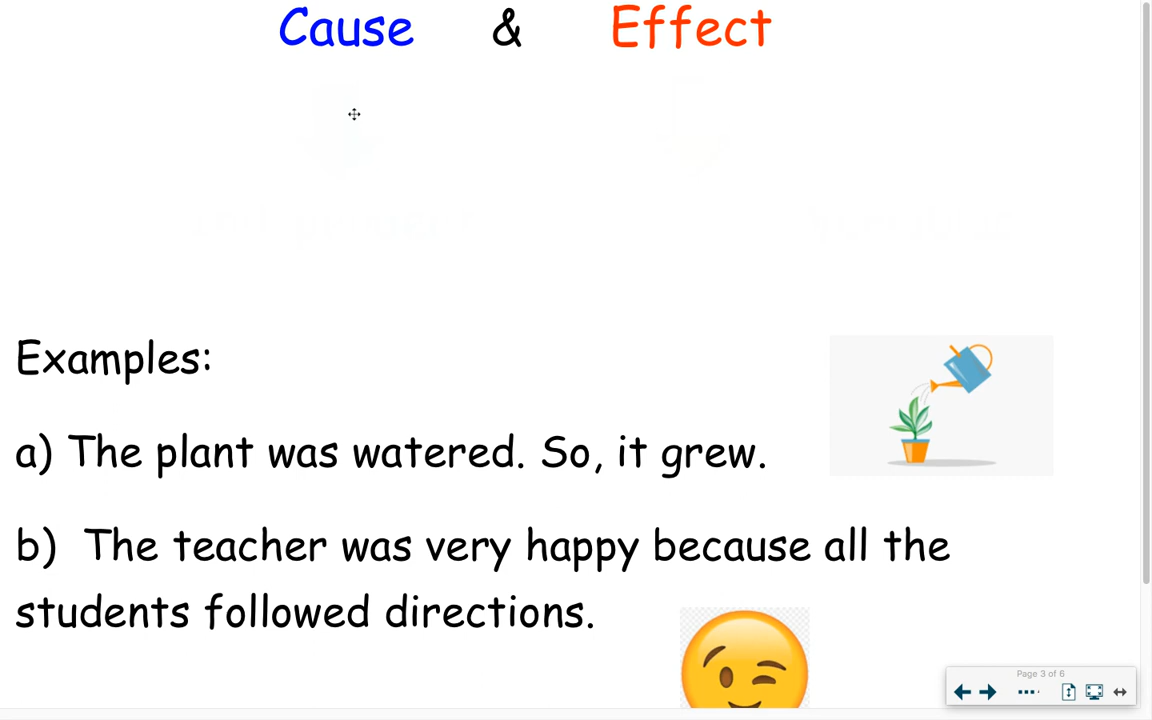 Cause & Effect
Examples:
a) The plant was watered. So, it grew.
b) The teacher was very happy because all the
students followed directions.
Page 3 of 6